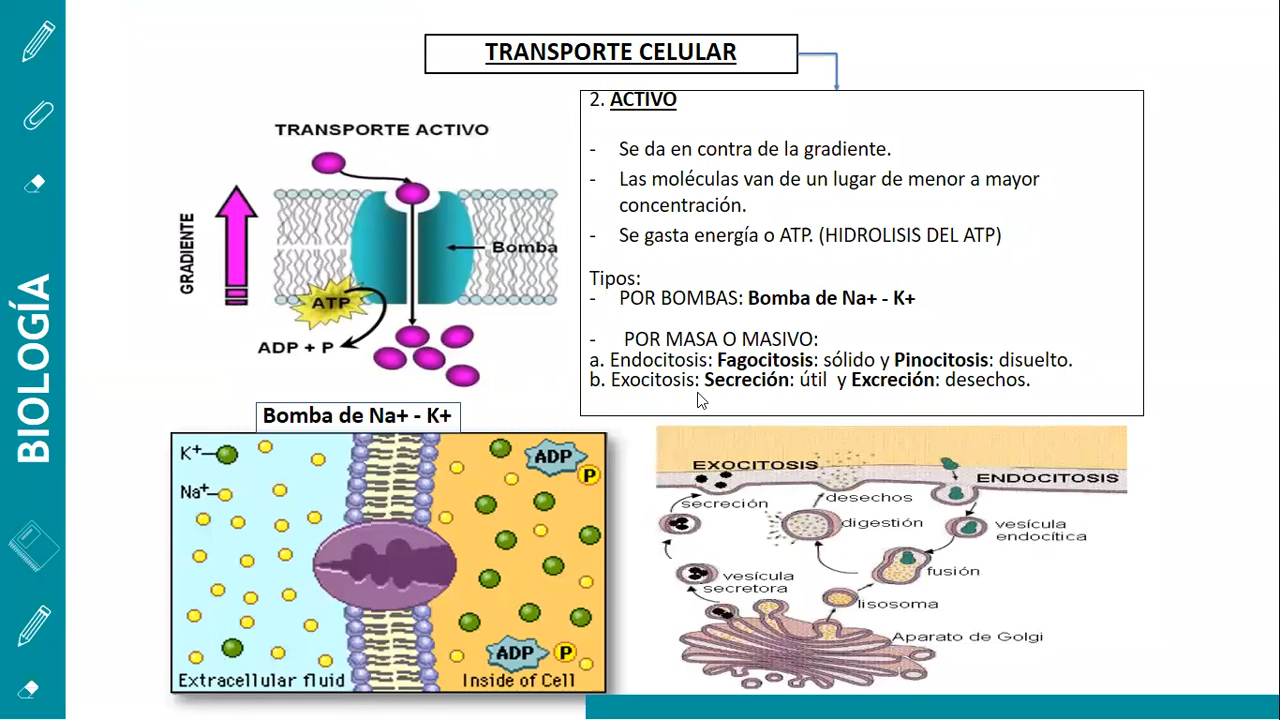 BIOLOGÍA
TRANSPORTE CELULAR
TRANSPORTE ACTIVO
GRADIENTE
Bomba
ATP
ADP + P
2. ACTIVO
- Se da en contra de la gradiente.
- Las moléculas van de un lugar de menor a mayor
concentración.
- Se gasta energía o ATP. (HIDROLISIS DEL ATP)
Tipos:
- POR BOMBAS: Bomba de Na+ - K+
- POR MASA O MASIVO:
a. Endocitosis: Fagocitosis: sólido y Pinocitosis: disuelto.
b. Exocitosis: Secreción: útil y Excreción: desechos.
Bomba de Na+ - K+
K+
Na+
ADP
P
ADP
P
Extracellular fluid
Inside of Cell
EXOCITOSIS
ENDOCITOSIS
secreción
desechos
digestión
vesícula
endocítica
fusión
vesícula
secretora
lisosoma
Aparato de Golgi